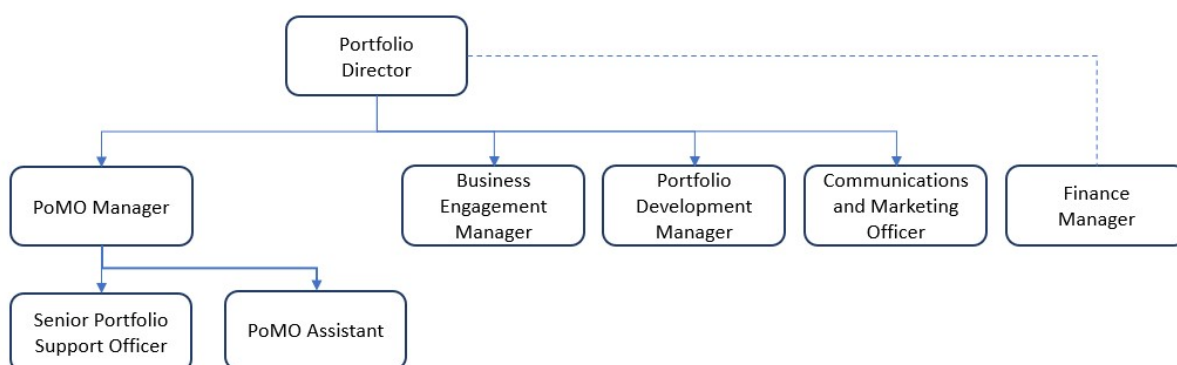 Portfolio
Director
PoMO Manager
Business
Engagement
Manager
Portfolio
Development
Manager
Communications
and Marketing
Officer
Finance
Manager
Senior Portfolio
Support Officer
PoMO Assistant